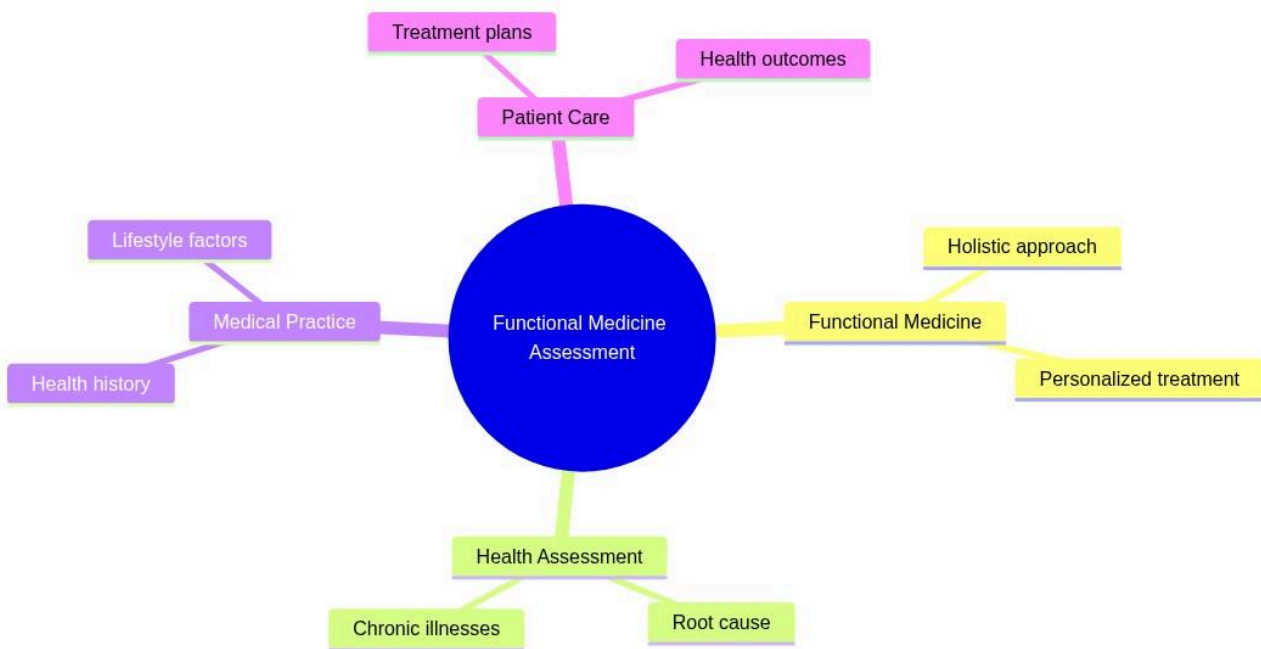 Treatment plans
Health outcomes
Patient Care
Lifestyle factors
Medical Practice
Health history
Functional Medicine
Assessment
Holistic approach
Functional Medicine
Personalized treatment
Health Assessment
Chronic illnesses
Root cause